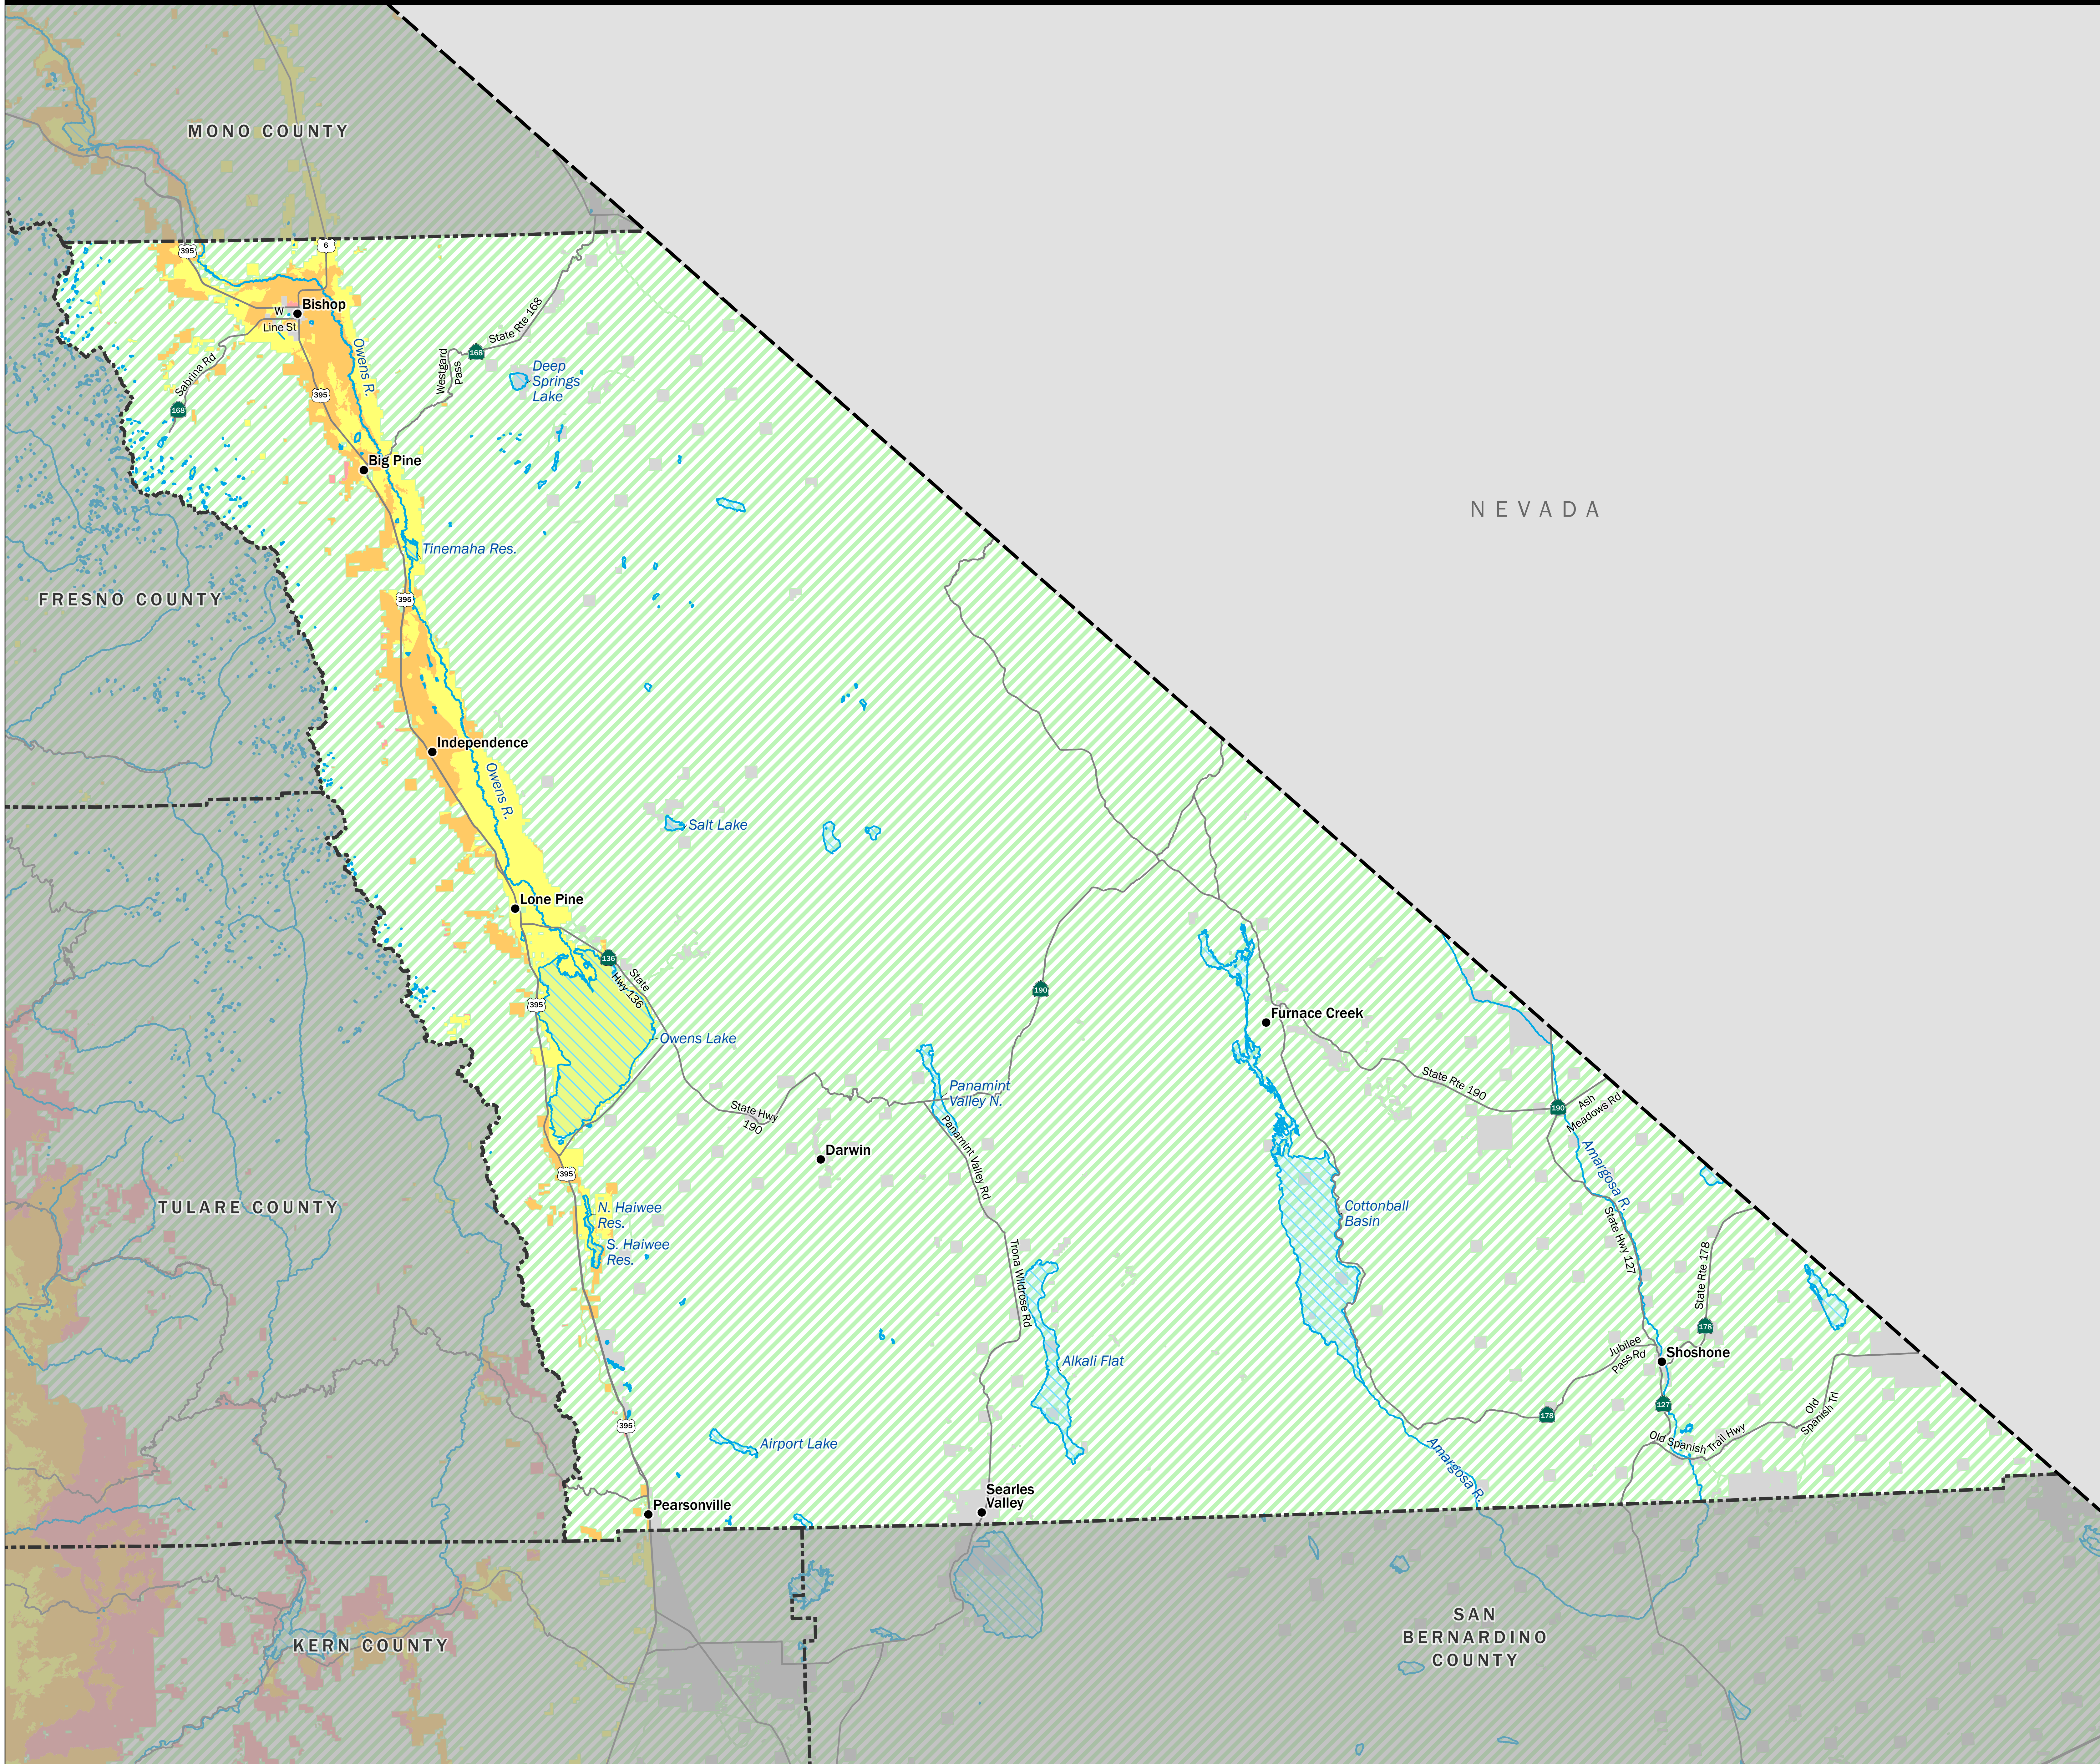 MONO COUNTY
395
6
Bishop
W
Line St
Sabrina Rd
168
Owens R.
395
Westgard
Pass
168
State Rte 168
Deep
Springs
Lake
Big Pine
NEVADA
Tinemaha Res.
FRESNO COUNTY
395
Independence
Owens R.
Salt Lake
Lone Pine
136
State
Hwy 136
395
Owens Lake
190
Furnace Creek
State Rte 190
190
Ash
Meadows Rd
Panamint
Valley N.
State Hwy
190
Panamint Valley Rd
Darwin
Amargosa R.
395
TULARE COUNTY
N. Haiwee
Res.
S. Haiwee
Res.
Cottonball
Basin
State Hwy 127
State Rte 178
Trona Wildrose Rd
178
Jubilee
Pass Rd
Shoshone
Alkali Flat
127
178
Old
Spanish Trl
395
Airport Lake
Old Spanish Trail Hwy
Amargosa R.
Searles
Valley
Pearsonville
SAN
BERNARDINO
COUNTY
KERN COUNTY